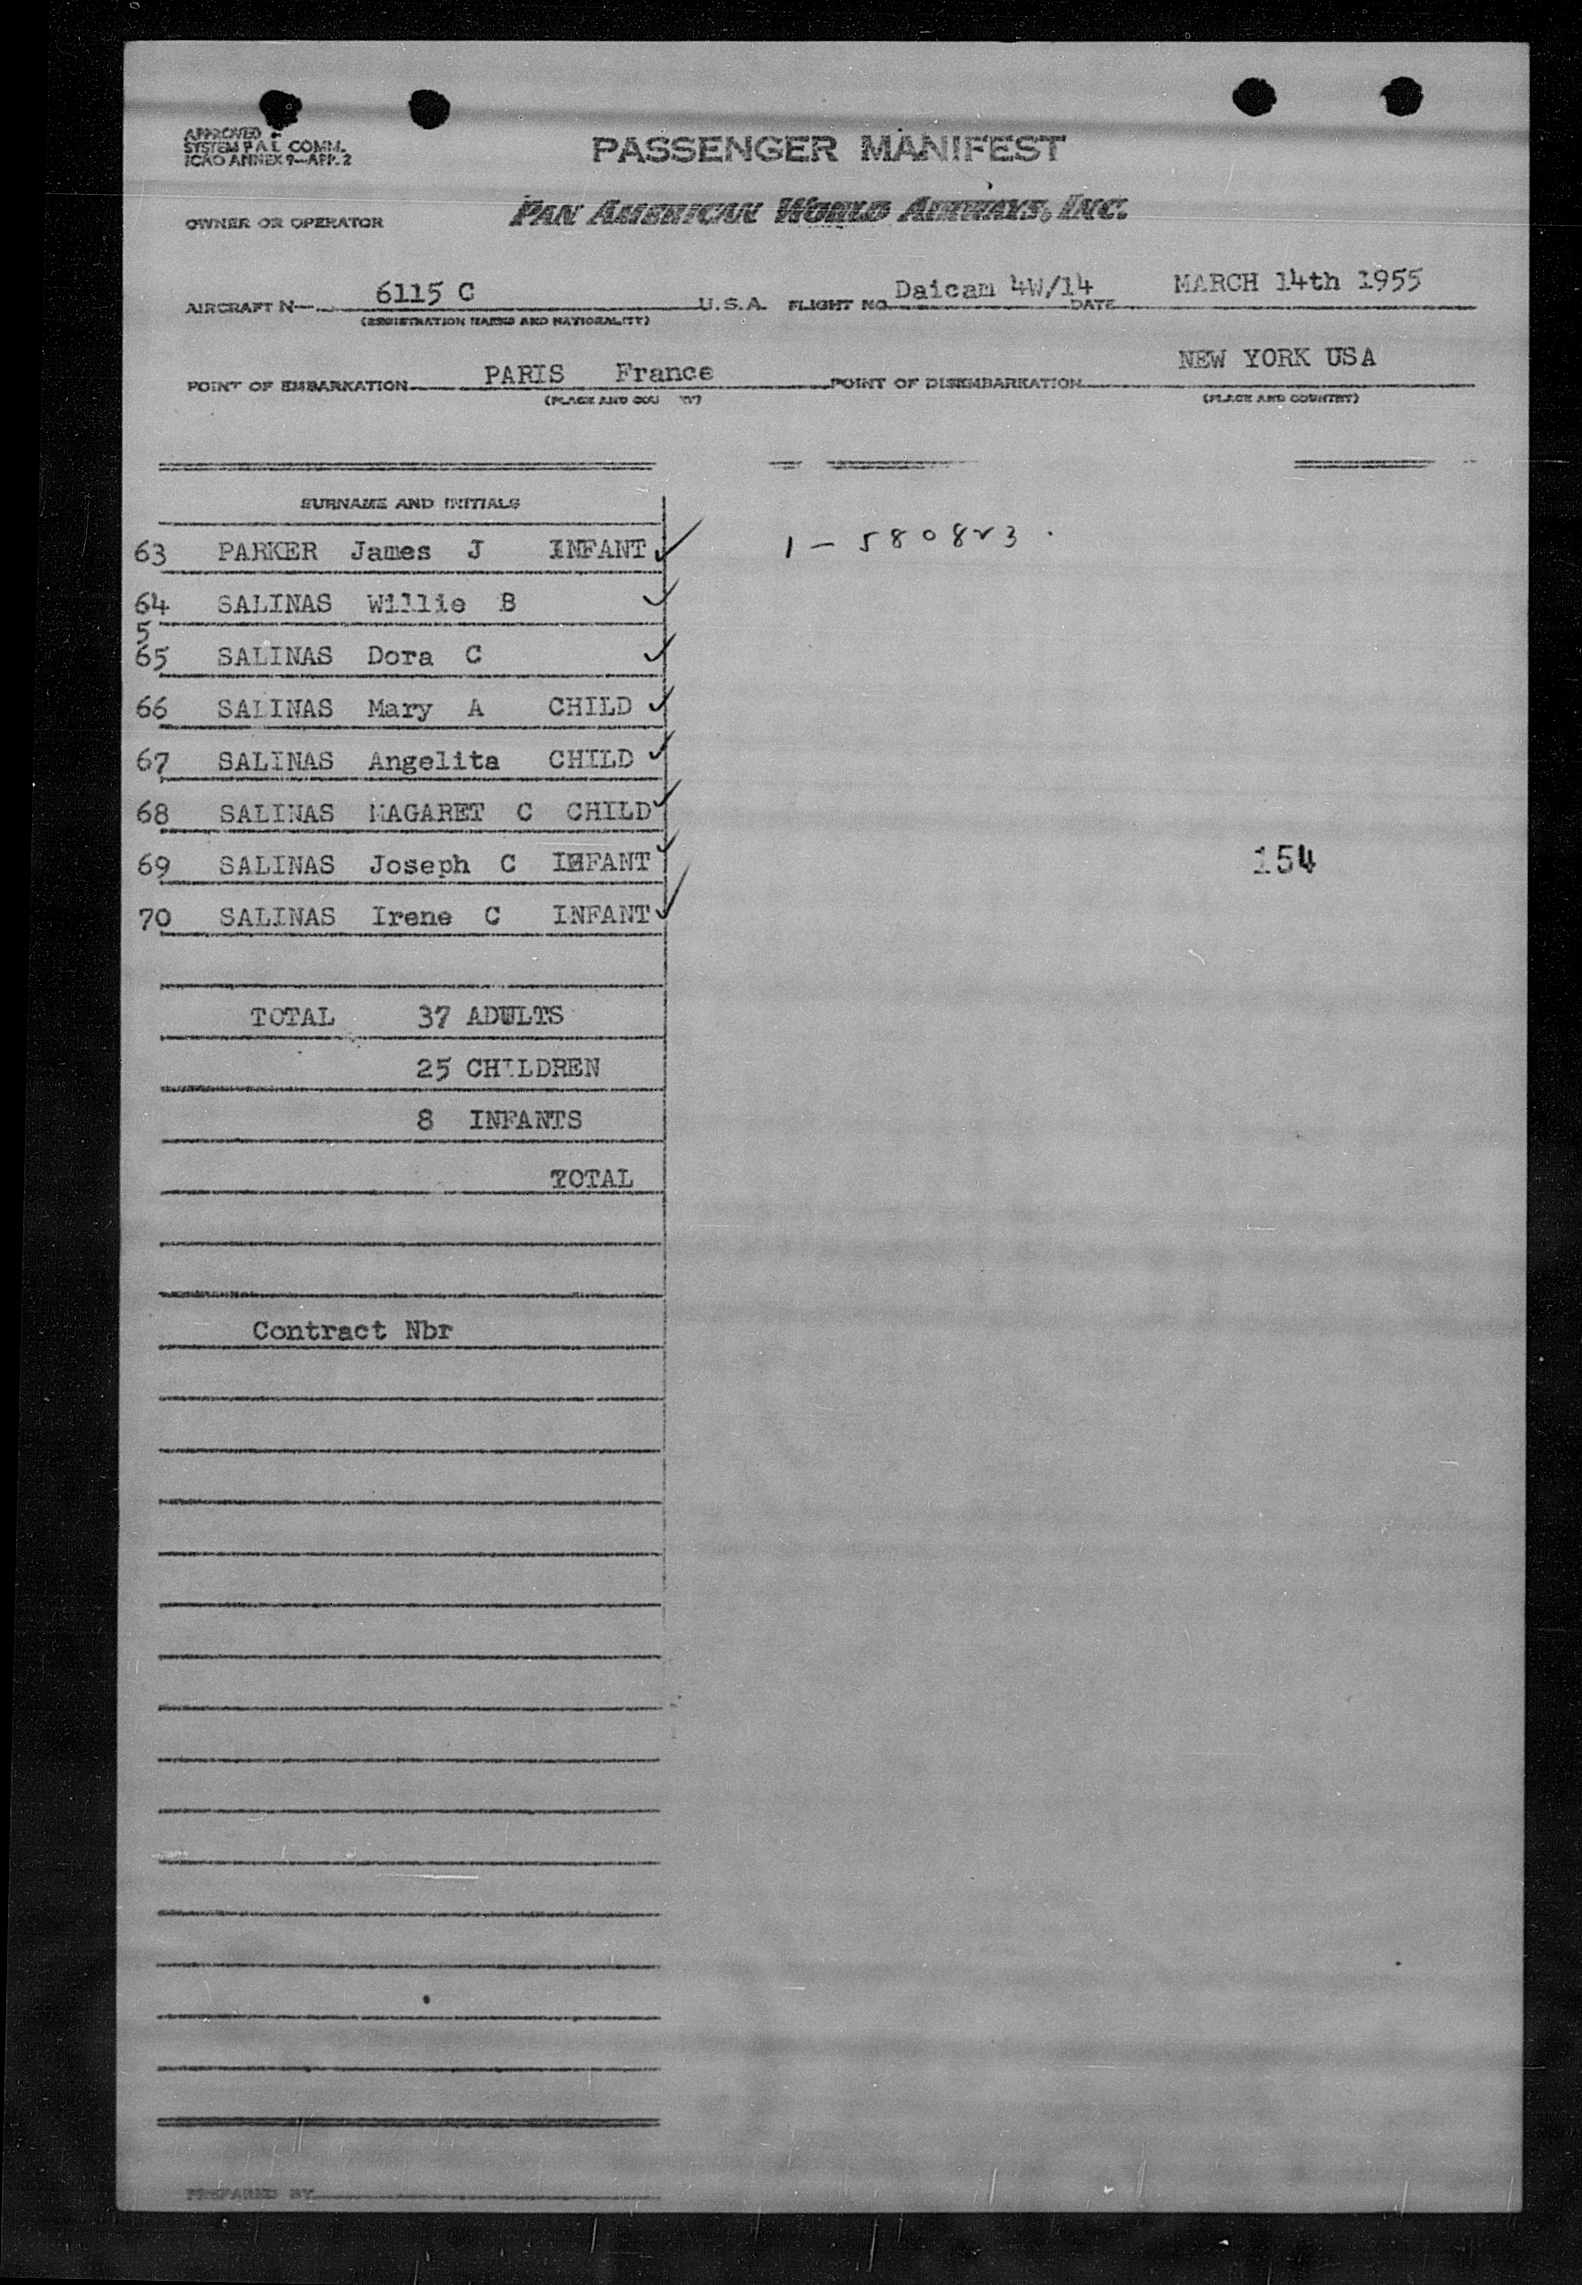 APPROVED
SYSTEM P A L COMM.
ICAO ANNEX 9—APP. 2
PASSENGER MANIFEST
OWNER OR OPERATOR
PAN AMERICAN WORLD AIRWAYS, INC.
AIRCRAFT N— 6115 C U.S.A. FLIGHT NO. Daicam 4W/14 DATE MARCH 14th 1955
(REGISTRATION MARKS AND NATIONALITY)
POINT OF EMBARKATION PARIS France POINT OF DISEMBARKATION NEW YORK USA
(PLACE AND COU TY) (PLACE AND COUNTRY)
SURNAME AND INITIALS
63 PARKER James J INFANT ✓ 1 - 580823.
64 SALINAS Willie B ✓
5
65 SALINAS Dora C ✓
66 SALINAS Mary A CHILD ✓
67 SALINAS Angelita CHILD ✓
68 SALINAS MAGARET C CHILD ✓
69 SALINAS Joseph C INFANT ✓ 154
70 SALINAS Irene C INFANT ✓
TOTAL 37 ADULTS
25 CHILDREN
8 INFANTS
TOTAL
Contract Nbr
PREPARED BY